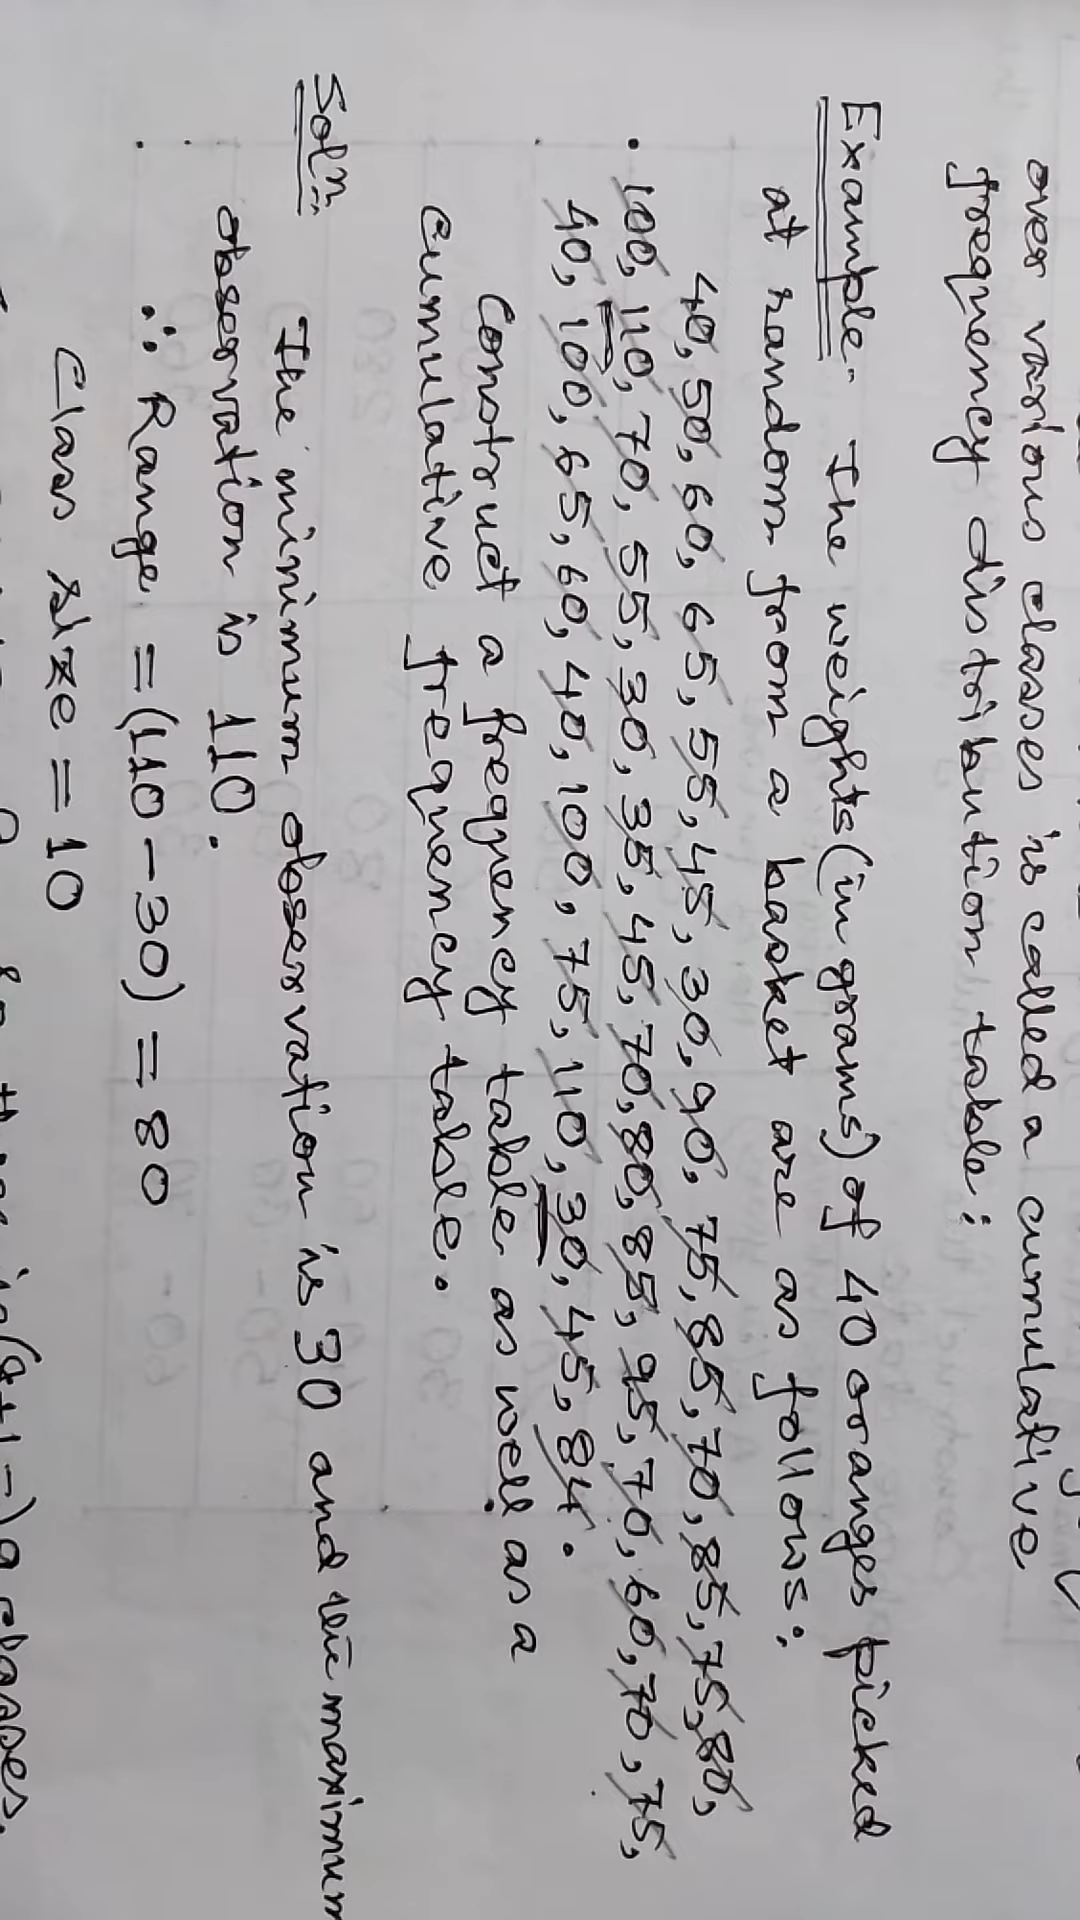 over various classes is called a cumulative
frequency distribution table:
Example:- The weights (in grams) of 40 oranges picked
at random from a basket are as follows:
40, 50, 60, 65, 55, 45, 30, 90, 75, 85, 70, 85, 75, 80,
100, 110, 70, 55, 30, 35, 45, 70, 80, 85, 95, 70, 60, 70, 75,
40, 100, 65, 60, 40, 100, 75, 110, 30, 45, 84.
Construct a frequency table as well as a
cumulative frequency table.
Soln
The minimum observation is 30 and the maximum
observation is 110.
∴ Range = (110-30) = 80
Class size = 10